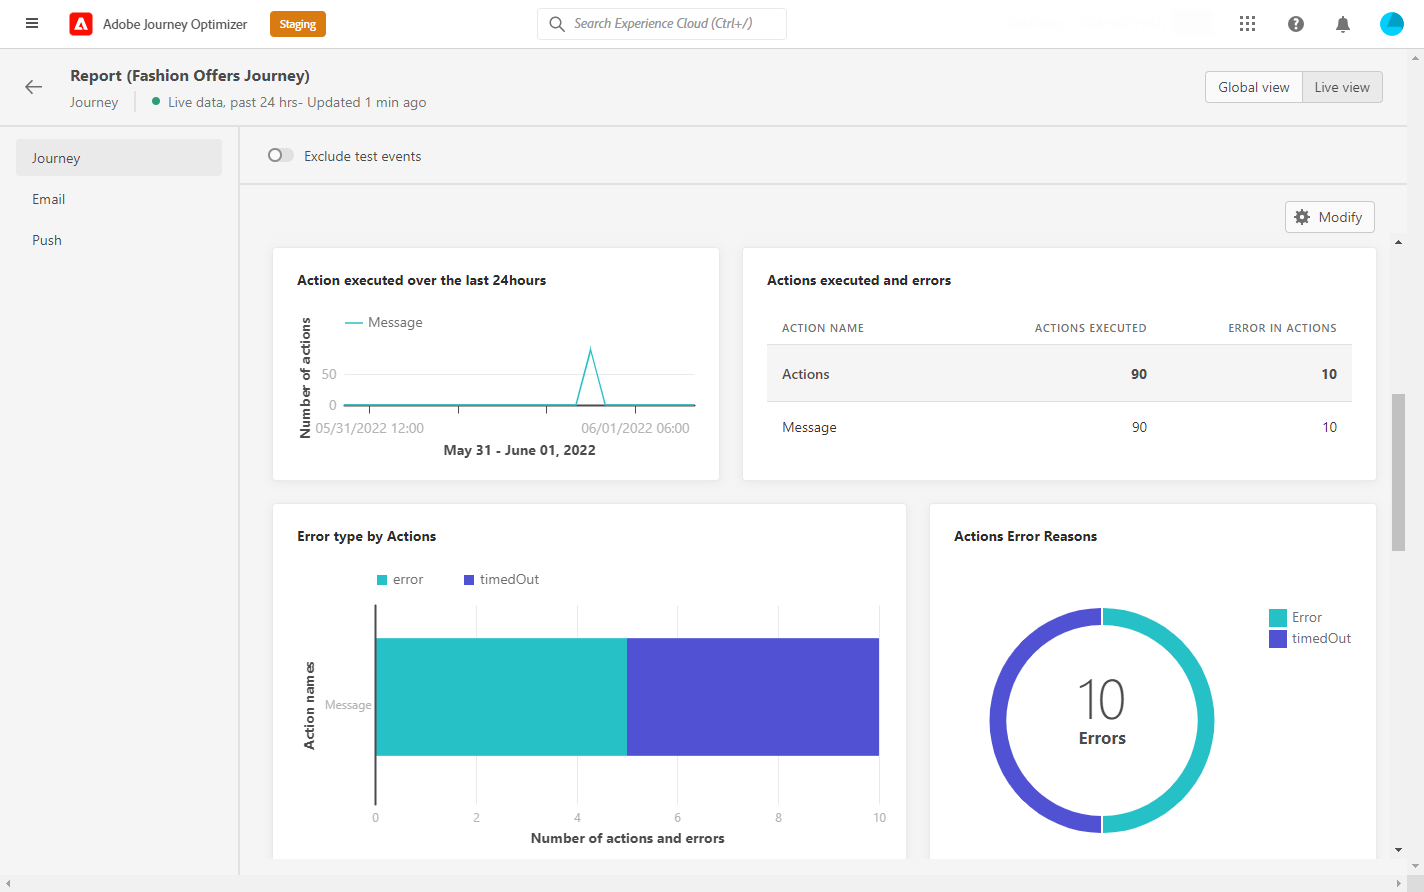 Adobe Journey Optimizer
Staging
Search Experience Cloud (Ctrl+/)
Report (Fashion Offers Journey)
Journey
Live data, past 24 hrs- Updated 1 min ago
Global view
Live view
Journey
Email
Push
Exclude test events
Modify
Action executed over the last 24hours
Message
Number of actions
50
0
05/31/2022 12:00
06/01/2022 06:00
May 31 - June 01, 2022
Actions executed and errors
ACTION NAME ACTIONS EXECUTED ERROR IN ACTIONS
Actions 90 10
Message 90 10
Error type by Actions
error timedOut
Action names
Message
0 2 4 6 8 10
Number of actions and errors
Actions Error Reasons
Error
timedOut
10
Errors